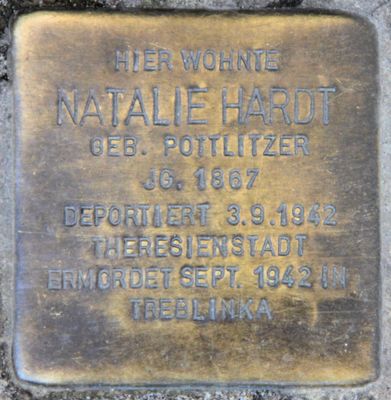 HIER WOHNTE
NATALIE HARDT
GEB. POTTLITZER
JG. 1867
DEPORTIERT 3.9.1942
THERESIENSTADT
ERMORDET SEPT. 1942 IN
TREBLINKA